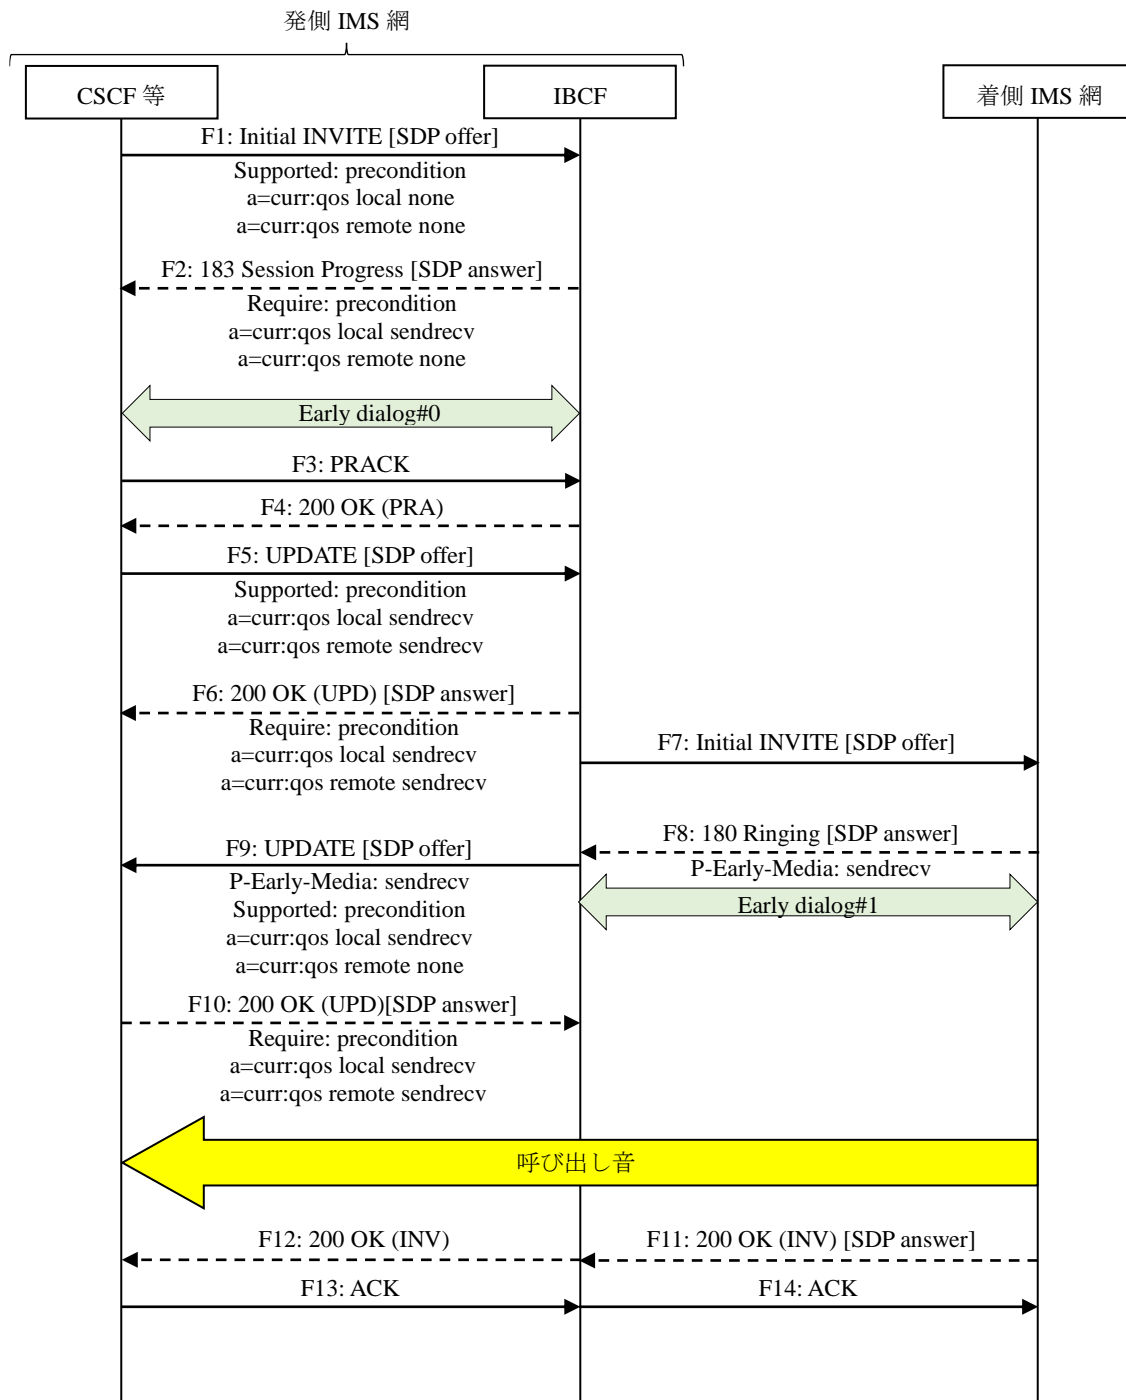 発側 IMS 網
CSCF 等
IBCF
着側 IMS 網
F1: Initial INVITE [SDP offer]
Supported: precondition
a=curr:qos local none
a=curr:qos remote none
F2: 183 Session Progress [SDP answer]
Require: precondition
a=curr:qos local sendrecv
a=curr:qos remote none
Early dialog#0
F3: PRACK
F4: 200 OK (PRA)
F5: UPDATE [SDP offer]
Supported: precondition
a=curr:qos local sendrecv
a=curr:qos remote sendrecv
F6: 200 OK (UPD) [SDP answer]
Require: precondition
a=curr:qos local sendrecv
a=curr:qos remote sendrecv
F7: Initial INVITE [SDP offer]
F8: 180 Ringing [SDP answer]
P-Early-Media: sendrecv
Early dialog#1
F9: UPDATE [SDP offer]
P-Early-Media: sendrecv
Supported: precondition
a=curr:qos local sendrecv
a=curr:qos remote none
F10: 200 OK (UPD)[SDP answer]
Require: precondition
a=curr:qos local sendrecv
a=curr:qos remote sendrecv
呼び出し音
F12: 200 OK (INV)
F11: 200 OK (INV) [SDP answer]
F13: ACK
F14: ACK